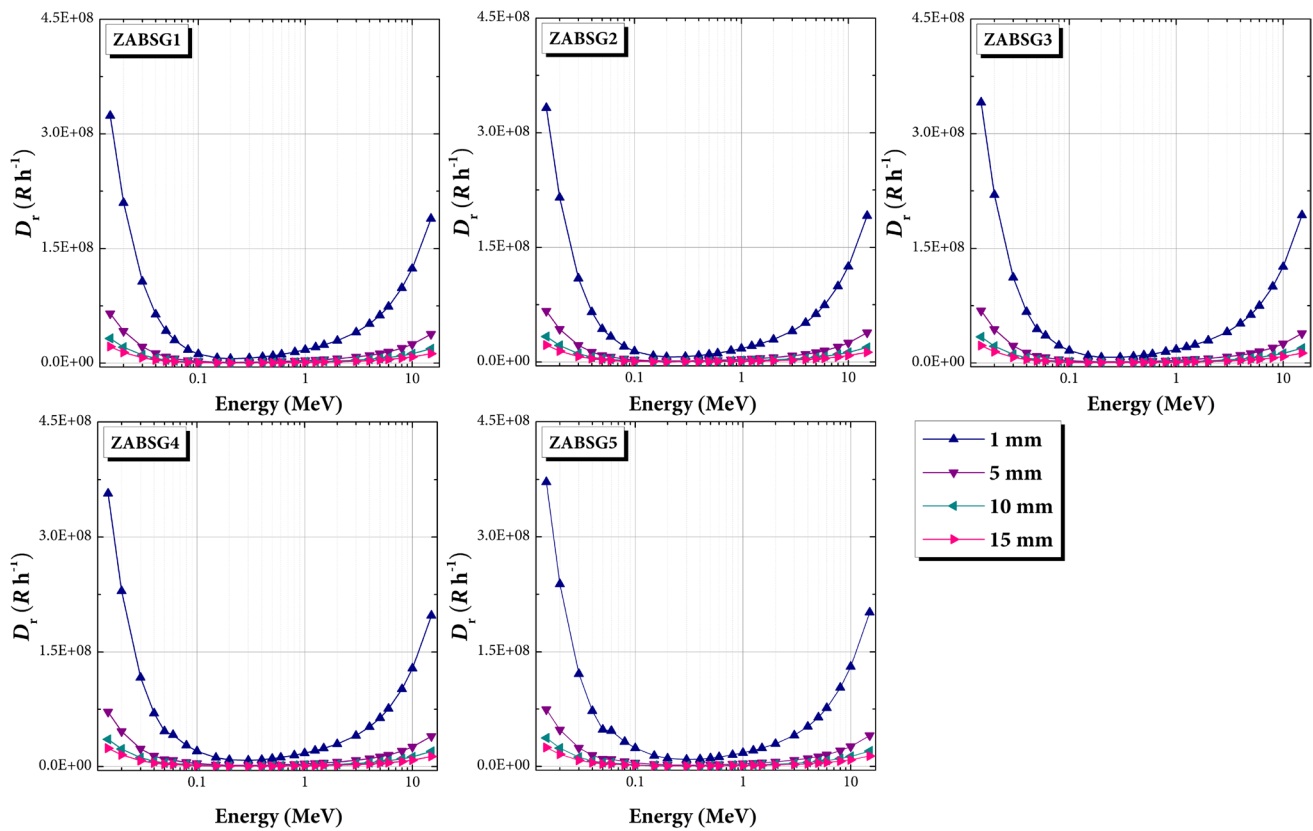 ZABSG1
4.5E+08
3.0E+08
1.5E+08
0.0E+00
Dr (R h-1)
0.1
1
10
Energy (MeV)
ZABSG2
4.5E+08
3.0E+08
1.5E+08
0.0E+00
Dr (R h-1)
0.1
1
10
Energy (MeV)
ZABSG3
4.5E+08
3.0E+08
1.5E+08
0.0E+00
Dr (R h-1)
0.1
1
10
Energy (MeV)
ZABSG4
4.5E+08
3.0E+08
1.5E+08
0.0E+00
Dr (R h-1)
0.1
1
10
Energy (MeV)
ZABSG5
4.5E+08
3.0E+08
1.5E+08
0.0E+00
Dr (R h-1)
0.1
1
10
Energy (MeV)
1 mm
5 mm
10 mm
15 mm